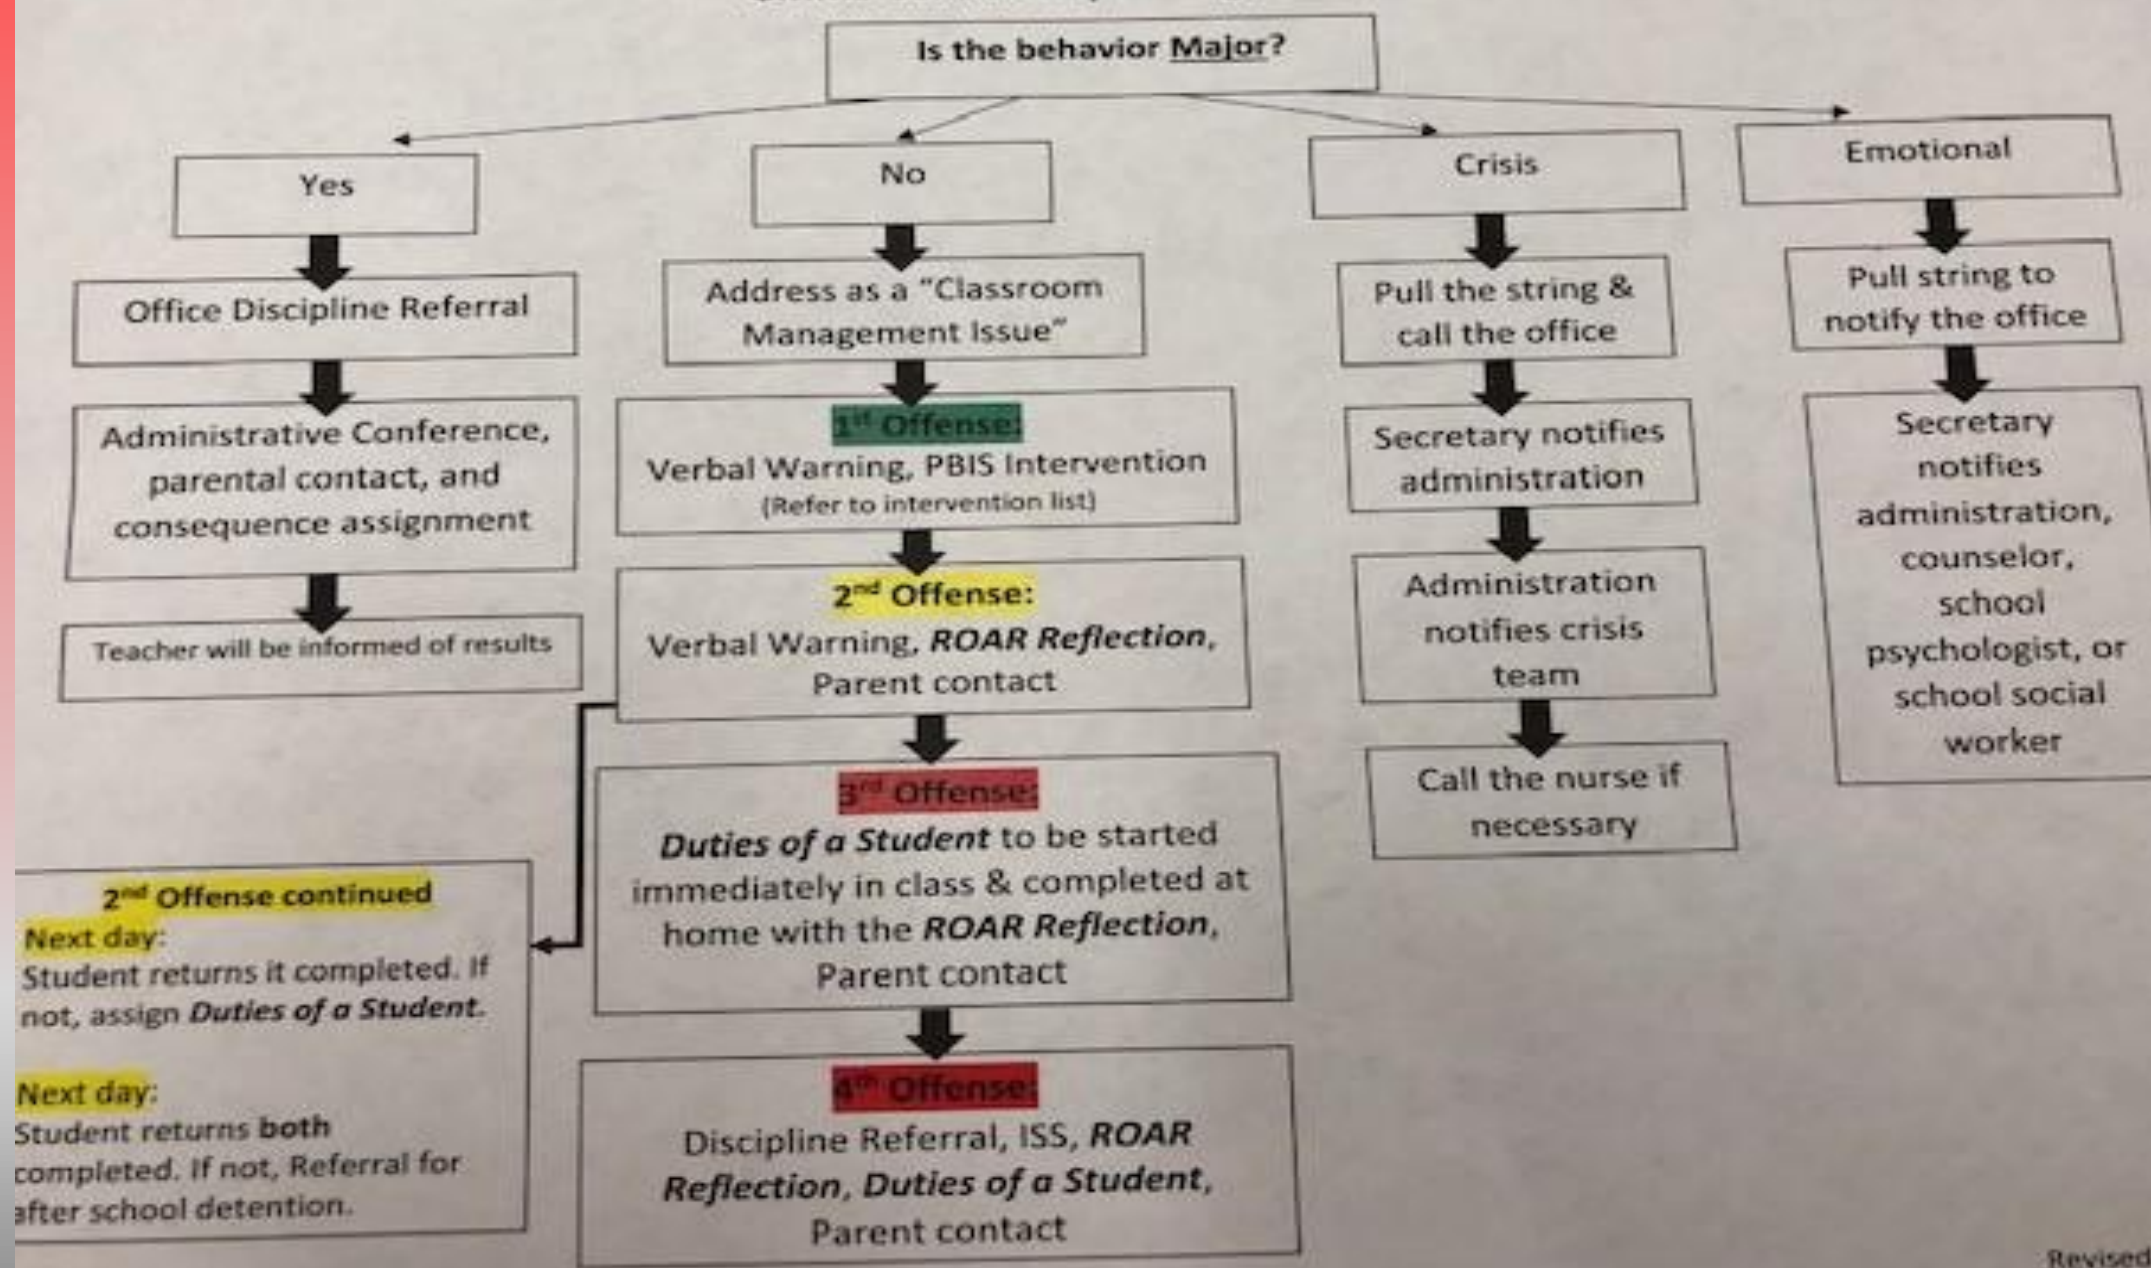 Is the behavior Major?
Yes
Office Discipline Referral
Administrative Conference,
parental contact, and
consequence assignment
Teacher will be informed of results
No
Address as a “Classroom
Management Issue”
1st Offense:
Verbal Warning, PBIS Intervention
(Refer to intervention list)
2nd Offense:
Verbal Warning, ROAR Reflection,
Parent contact
2nd Offense continued
Next day:
Student returns it completed. If
not, assign Duties of a Student.
Next day:
Student returns both
completed. If not, Referral for
after school detention.
3rd Offense:
Duties of a Student to be started
immediately in class & completed at
home with the ROAR Reflection,
Parent contact
4th Offense:
Discipline Referral, ISS, ROAR
Reflection, Duties of a Student,
Parent contact
Crisis
Pull the string &
call the office
Secretary notifies
administration
Administration
notifies crisis
team
Call the nurse if
necessary
Emotional
Pull string to
notify the office
Secretary
notifies
administration,
counselor,
school
psychologist, or
school social
worker
Revised